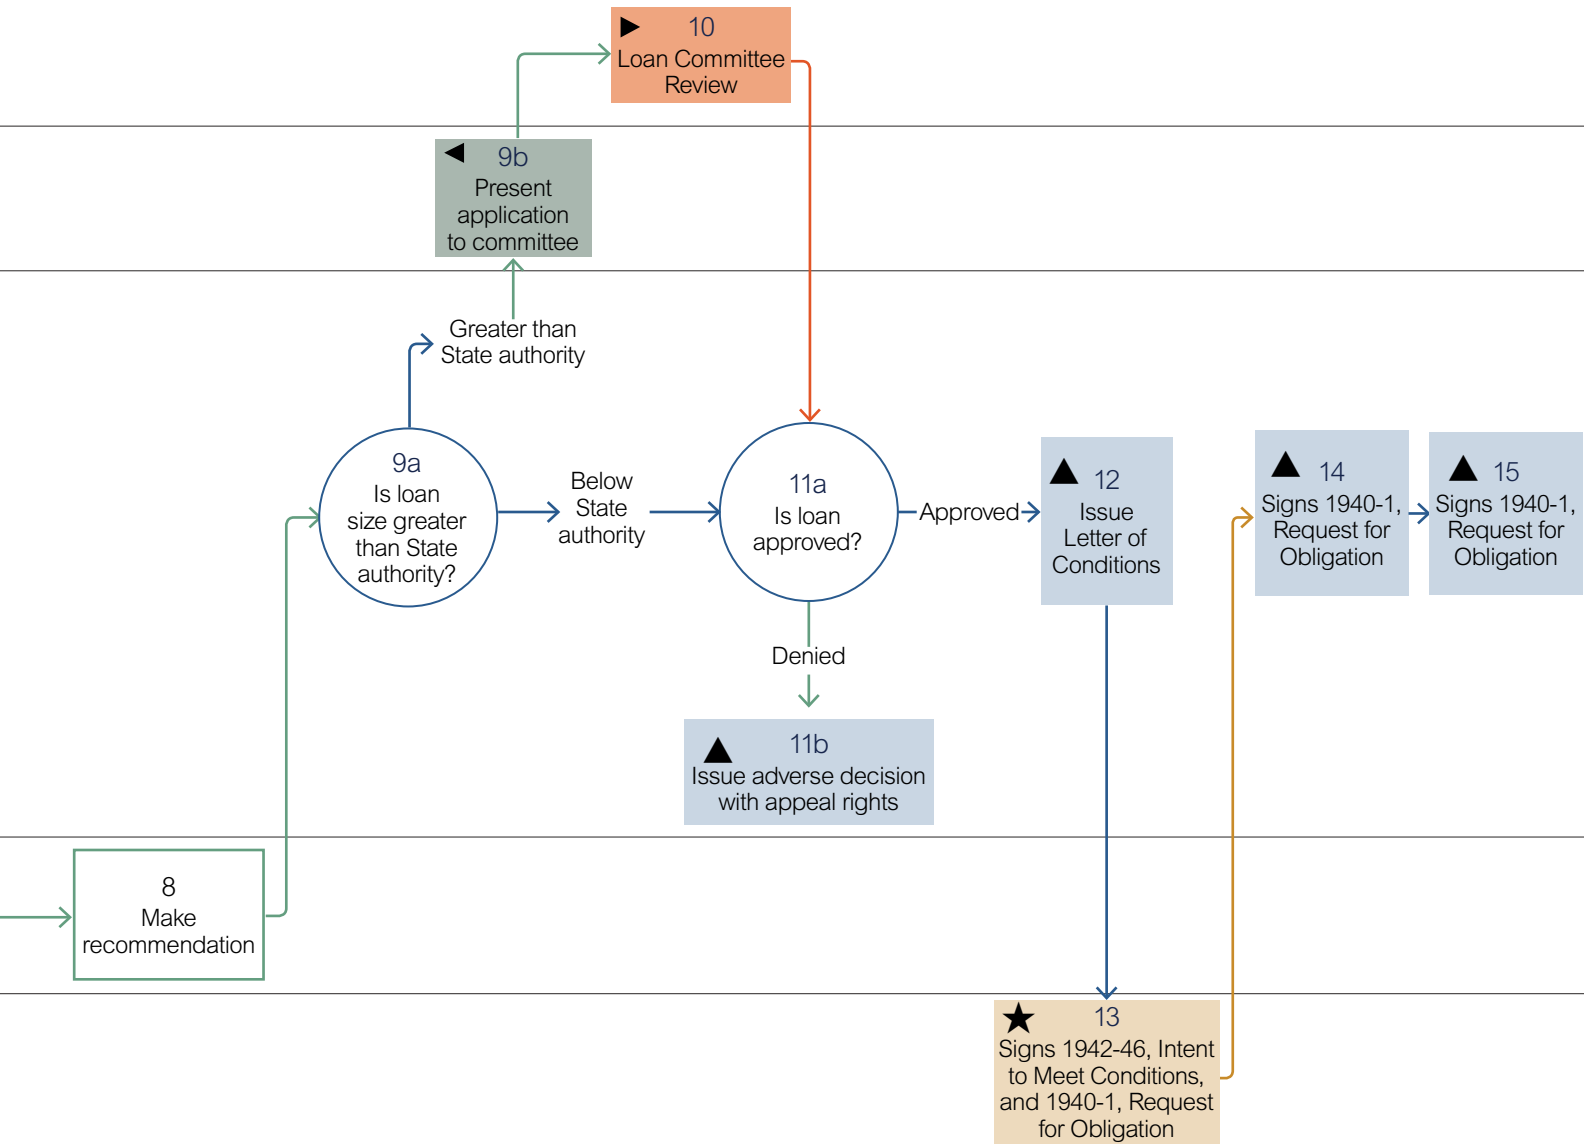 10
Loan Committee
Review
9b
Present
application
to committee
Greater than
State authority
9a
Is loan
size greater
than State
authority?
Below
State
authority
11a
Is loan
approved?
Approved
12
Issue
Letter of
Conditions
14
Signs 1940-1,
Request for
Obligation
15
Signs 1940-1,
Request for
Obligation
Denied
11b
Issue adverse decision
with appeal rights
8
Make
recommendation
13
Signs 1942-46, Intent
to Meet Conditions,
and 1940-1, Request
for Obligation